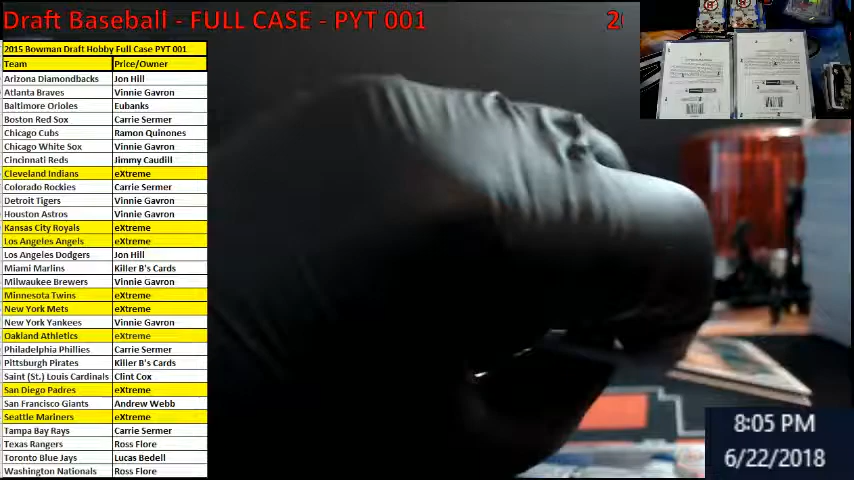 Draft Baseball - FULL CASE - PYT 001 2
2015 Bowman Draft Hobby Full Case PYT 001
Team Price/Owner
Arizona Diamondbacks Jon Hill
Atlanta Braves Vinnie Gavron
Baltimore Orioles Eubanks
Boston Red Sox Carrie Sermer
Chicago Cubs Ramon Quinones
Chicago White Sox Vinnie Gavron
Cincinnati Reds Jimmy Caudill
Cleveland Indians eXtreme
Colorado Rockies Carrie Sermer
Detroit Tigers Vinnie Gavron
Houston Astros Vinnie Gavron
Kansas City Royals eXtreme
Los Angeles Angels eXtreme
Los Angeles Dodgers Jon Hill
Miami Marlins Killer B's Cards
Milwaukee Brewers Vinnie Gavron
Minnesota Twins eXtreme
New York Mets eXtreme
New York Yankees Vinnie Gavron
Oakland Athletics eXtreme
Philadelphia Phillies Carrie Sermer
Pittsburgh Pirates Killer B's Cards
Saint (St.) Louis Cardinals Clint Cox
San Diego Padres eXtreme
San Francisco Giants Andrew Webb
Seattle Mariners eXtreme
Tampa Bay Rays Carrie Sermer
Texas Rangers Ross Flore
Toronto Blue Jays Lucas Bedell
Washington Nationals Ross Flore
8:05 PM
6/22/2018